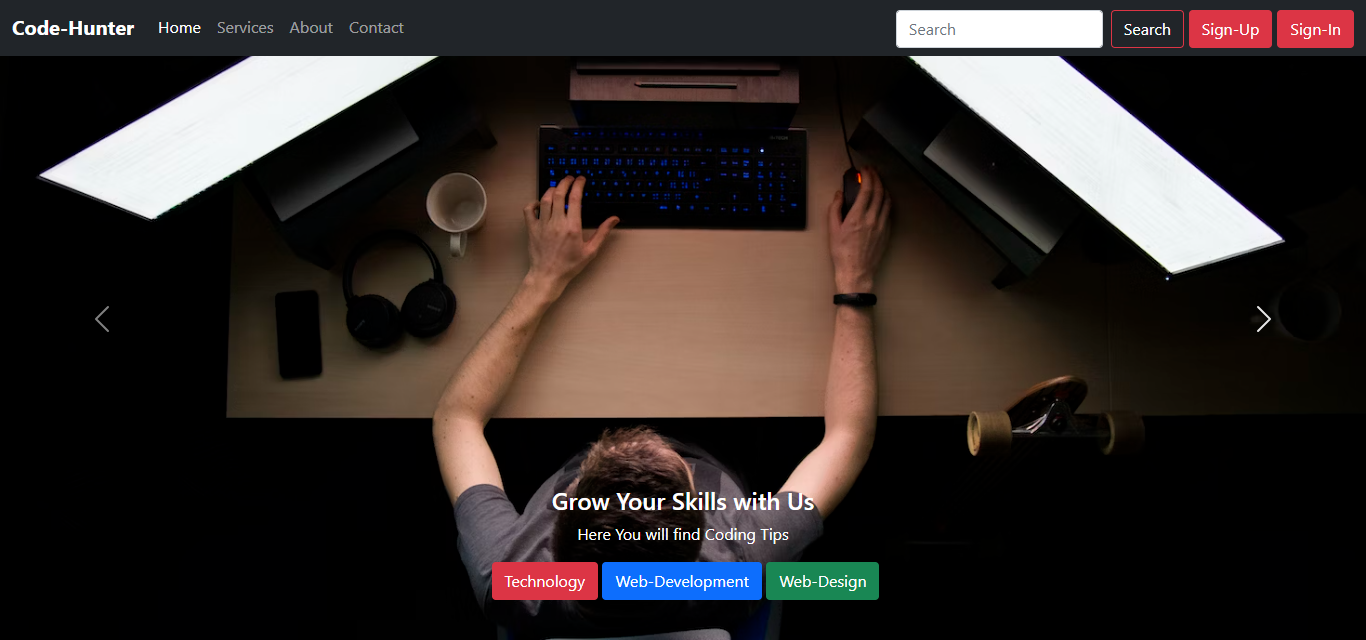 Code-Hunter Home Services About Contact Search Search Sign-Up Sign-In
Grow Your Skills with Us
Here You will find Coding Tips
Technology Web-Development Web-Design